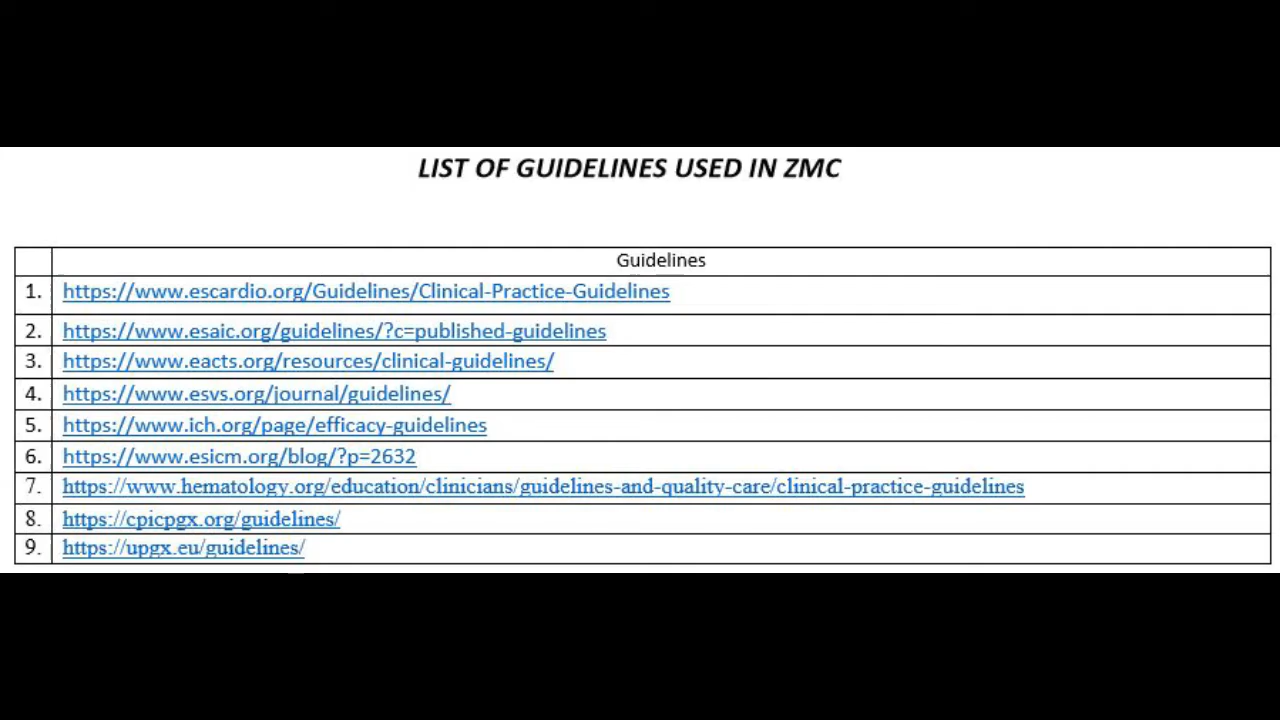 LIST OF GUIDELINES USED IN ZMC
Guidelines
1. https://www.escardio.org/Guidelines/Clinical-Practice-Guidelines
2. https://www.esaic.org/guidelines/?c=published-guidelines
3. https://www.eacts.org/resources/clinical-guidelines/
4. https://www.esvs.org/journal/guidelines/
5. https://www.ich.org/page/efficacy-guidelines
6. https://www.esicm.org/blog/?p=2632
7. https://www.hematology.org/education/clinicians/guidelines-and-quality-care/clinical-practice-guidelines
8. https://cpicpgx.org/guidelines/
9. https://upgx.eu/guidelines/